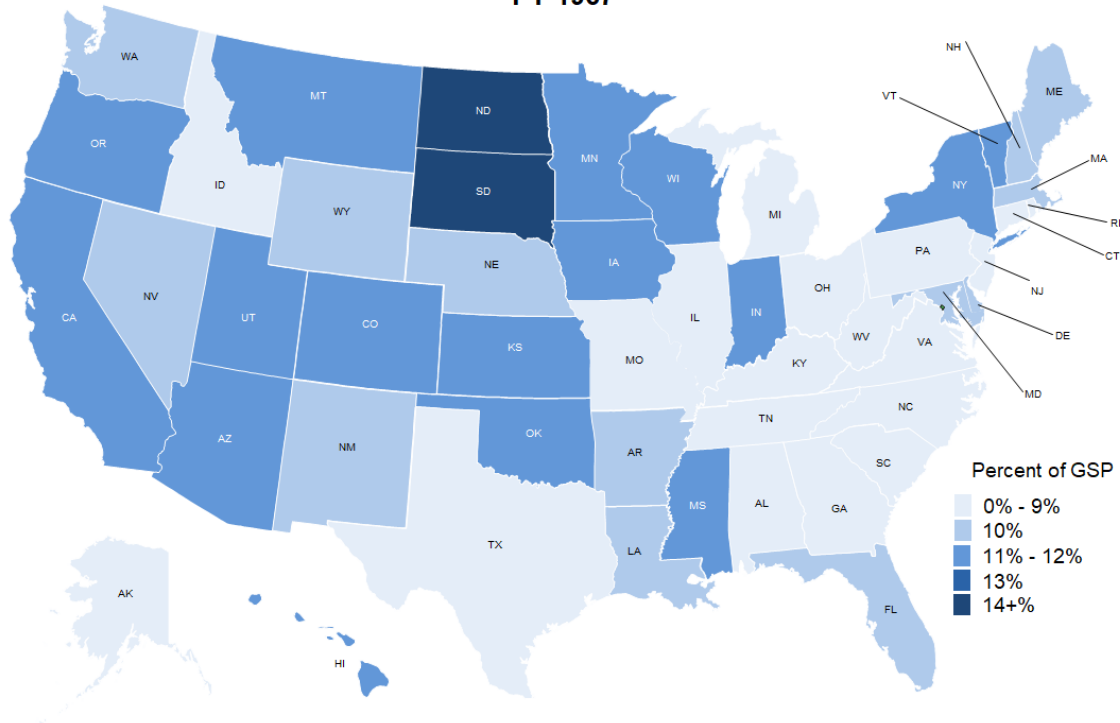 WA
MT
ND
OR
ID
SD
MN
WI
WY
NE
IA
NV
CA
UT
CO
KS
AZ
NM
OK
TX
MO
AR
LA
MS
IL
IN
MI
OH
KY
TN
AL
GA
FL
SC
NC
VA
WV
PA
NY
VT
NH
ME
MA
CT
NJ
DE
MD
AK
HI
Percent of GSP
0% - 9%
10%
11% - 12%
13%
14+%